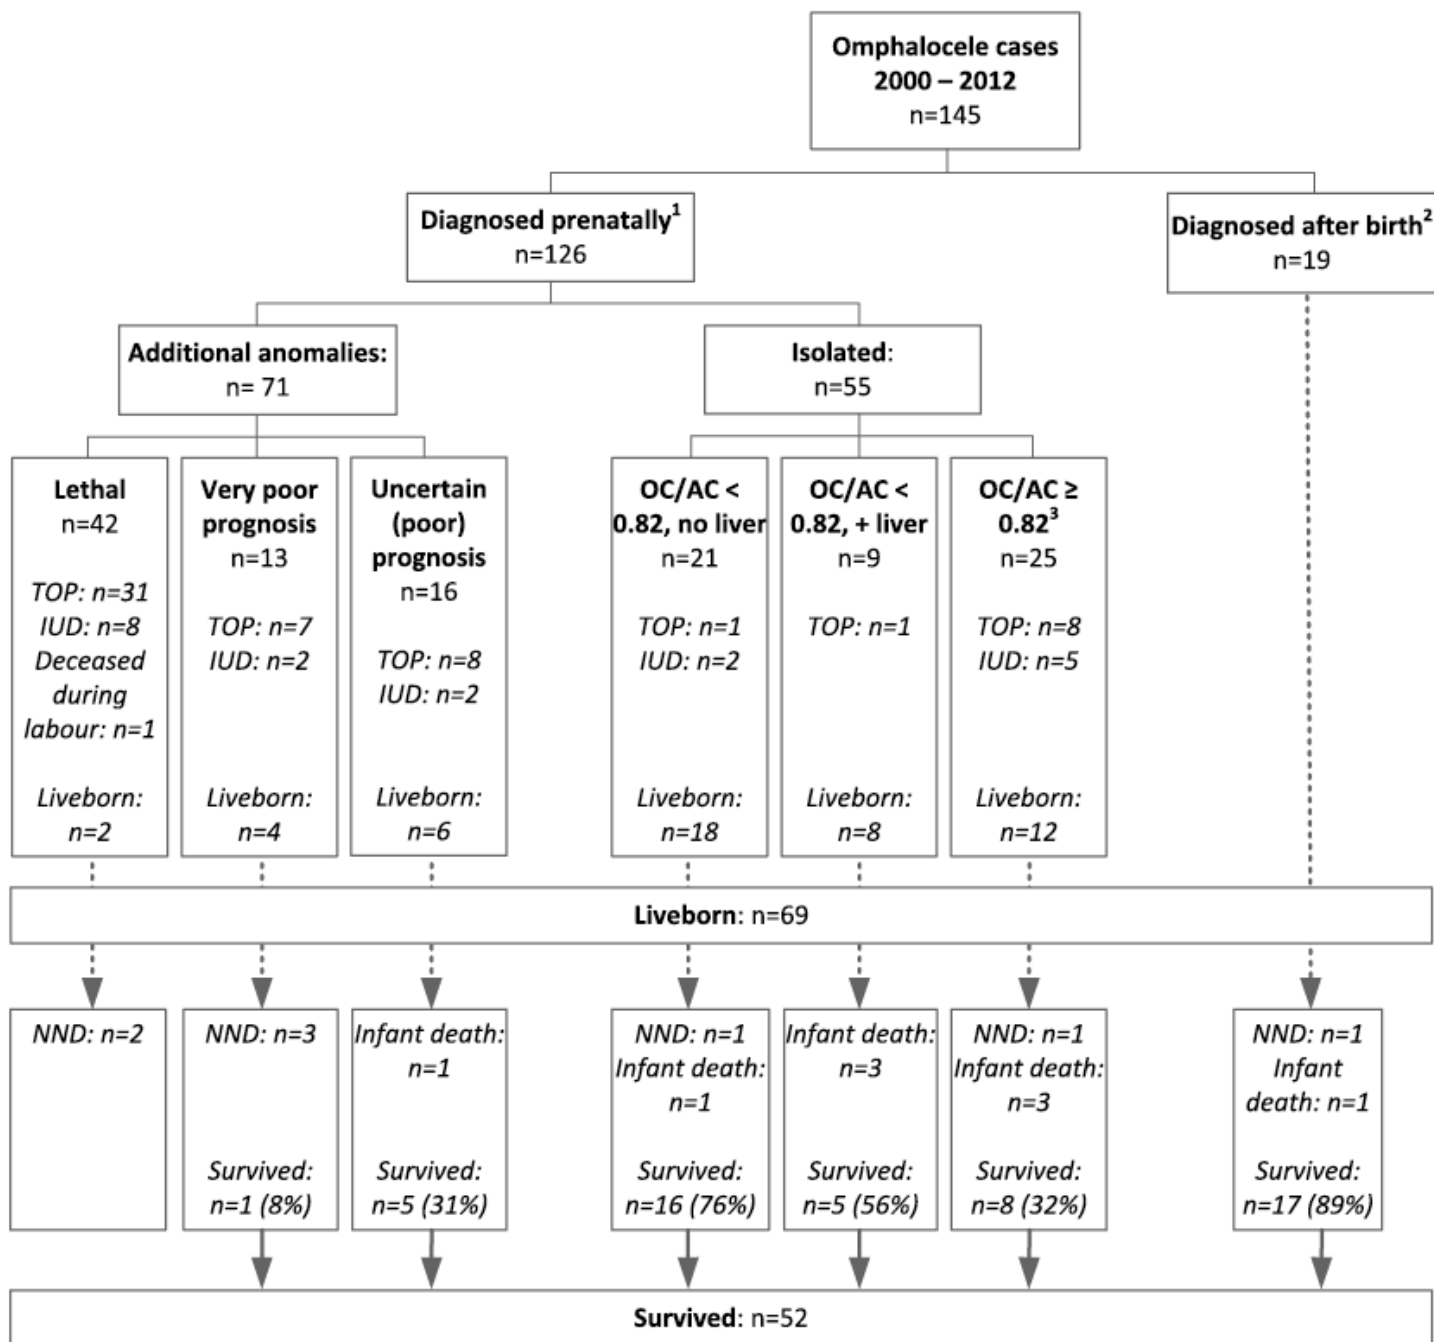 Omphalocele cases
2000 – 2012
n=145
Diagnosed prenatally1
n=126
Diagnosed after birth2
n=19
Additional anomalies:
n= 71
Isolated:
n=55
Lethal
n=42
TOP: n=31
IUD: n=8
Deceased
during
labour: n=1
Liveborn:
n=2
Very poor
prognosis
n=13
TOP: n=7
IUD: n=2
Liveborn:
n=4
Uncertain
(poor)
prognosis
n=16
TOP: n=8
IUD: n=2
Liveborn:
n=6
OC/AC <
0.82, no liver
n=21
TOP: n=1
IUD: n=2
Liveborn:
n=18
OC/AC <
0.82, + liver
n=9
TOP: n=1
Liveborn:
n=8
OC/AC ≥
0.823
n=25
TOP: n=8
IUD: n=5
Liveborn:
n=12
Liveborn: n=69
NND: n=2
NND: n=3
Survived:
n=1 (8%)
Infant death:
n=1
Survived:
n=5 (31%)
NND: n=1
Infant death:
n=1
Survived:
n=16 (76%)
Infant death:
n=3
Survived:
n=5 (56%)
NND: n=1
Infant death:
n=3
Survived:
n=8 (32%)
NND: n=1
Infant
death: n=1
Survived:
n=17 (89%)
Survived: n=52